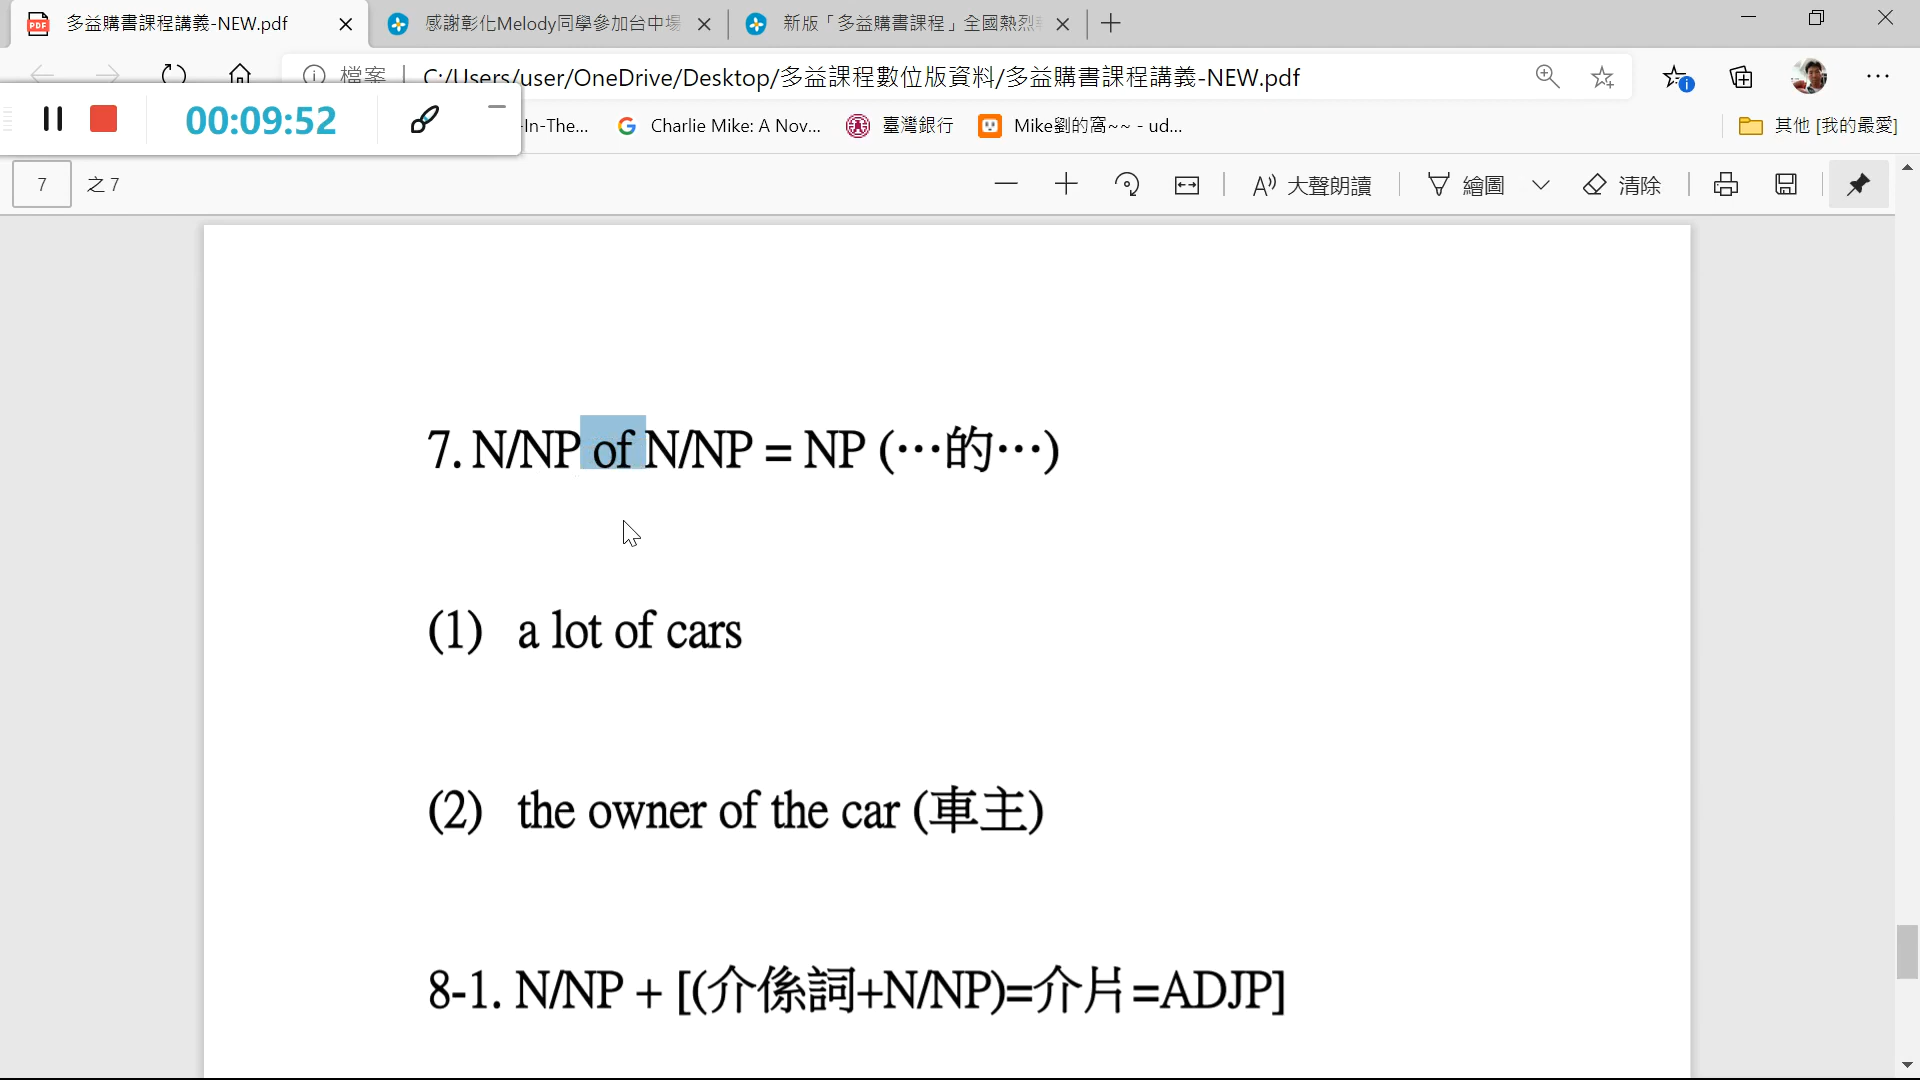 多益購書課程講義-NEW.pdf
感謝彰化Melody同學參加台中場
新版「多益購書課程」全國熱烈
檔案
C:/Users/user/OneDrive/Desktop/多益課程數位版資料/多益購書課程講義-NEW.pdf
00:09:52
-In-The...
Charlie Mike: A Nov...
臺灣銀行
Mike劉的窩~~ - ud...
其他 [我的最愛]
7 之 7
大聲朗讀
繪圖
清除
7. N/NP of N/NP = NP (⋯的⋯)
(1) a lot of cars
(2) the owner of the car (車主)
8-1. N/NP + [(介係詞+N/NP)=介片=ADJP]